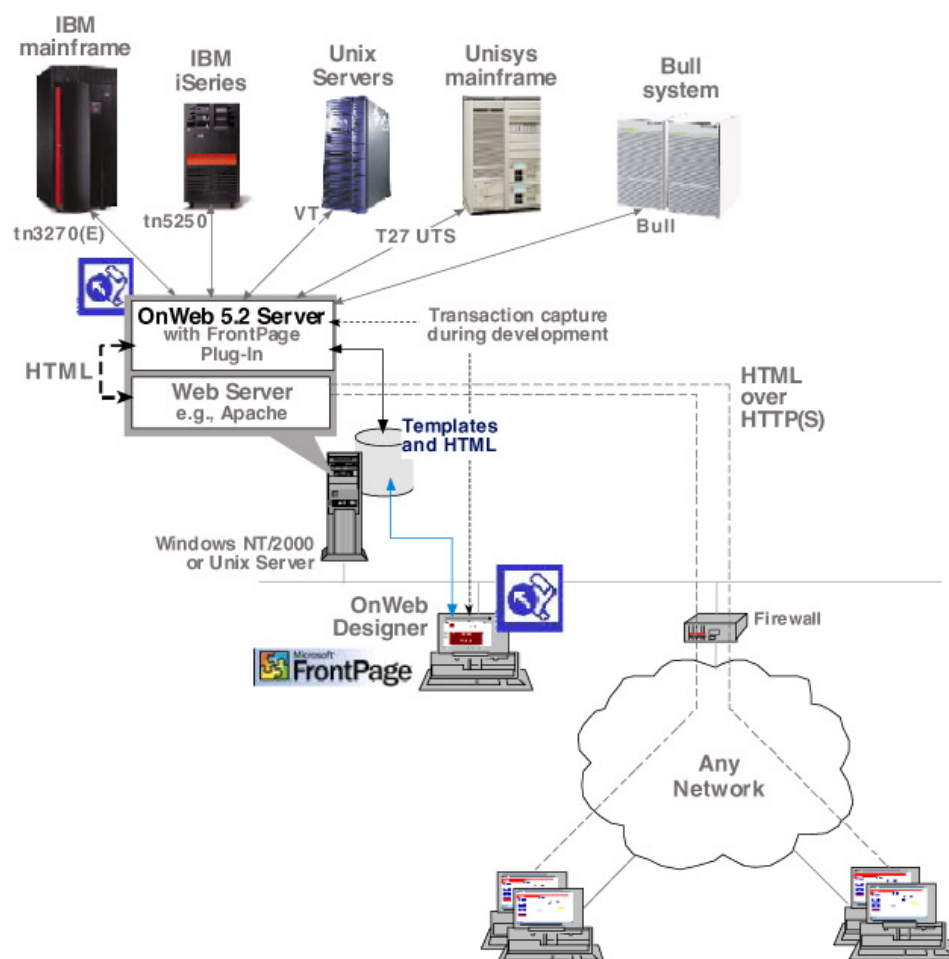 IBM
mainframe
IBM
iSeries
Unix
Servers
Unisys
mainframe
Bull
system
tn3270(E)
tn5250
VT
T27 UTS
Bull
OnWeb 5.2 Server
with FrontPage
Plug-In
HTML
Web Server
e.g., Apache
Transaction capture
during development
HTML
over
HTTP(S)
Templates
and HTML
Windows NT/2000
or Unix Server
OnWeb
Designer
Microsoft
FrontPage
Firewall
Any
Network